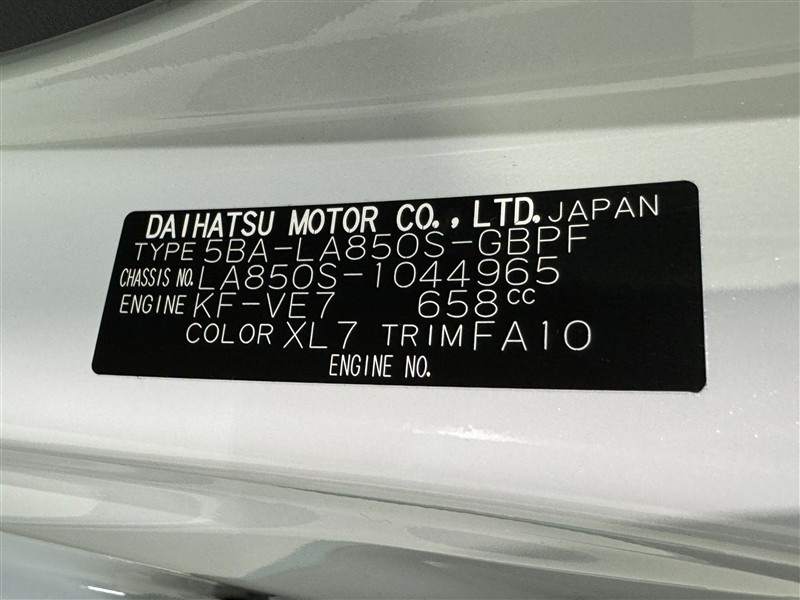 DAIHATSU MOTOR CO., LTD. JAPAN
TYPE 5BA-LA850S-GBPF
CHASSIS NO. LA850S-1044965
ENGINE KF-VE7 658cc
COLOR XL7 TRIM FA10
ENGINE NO.